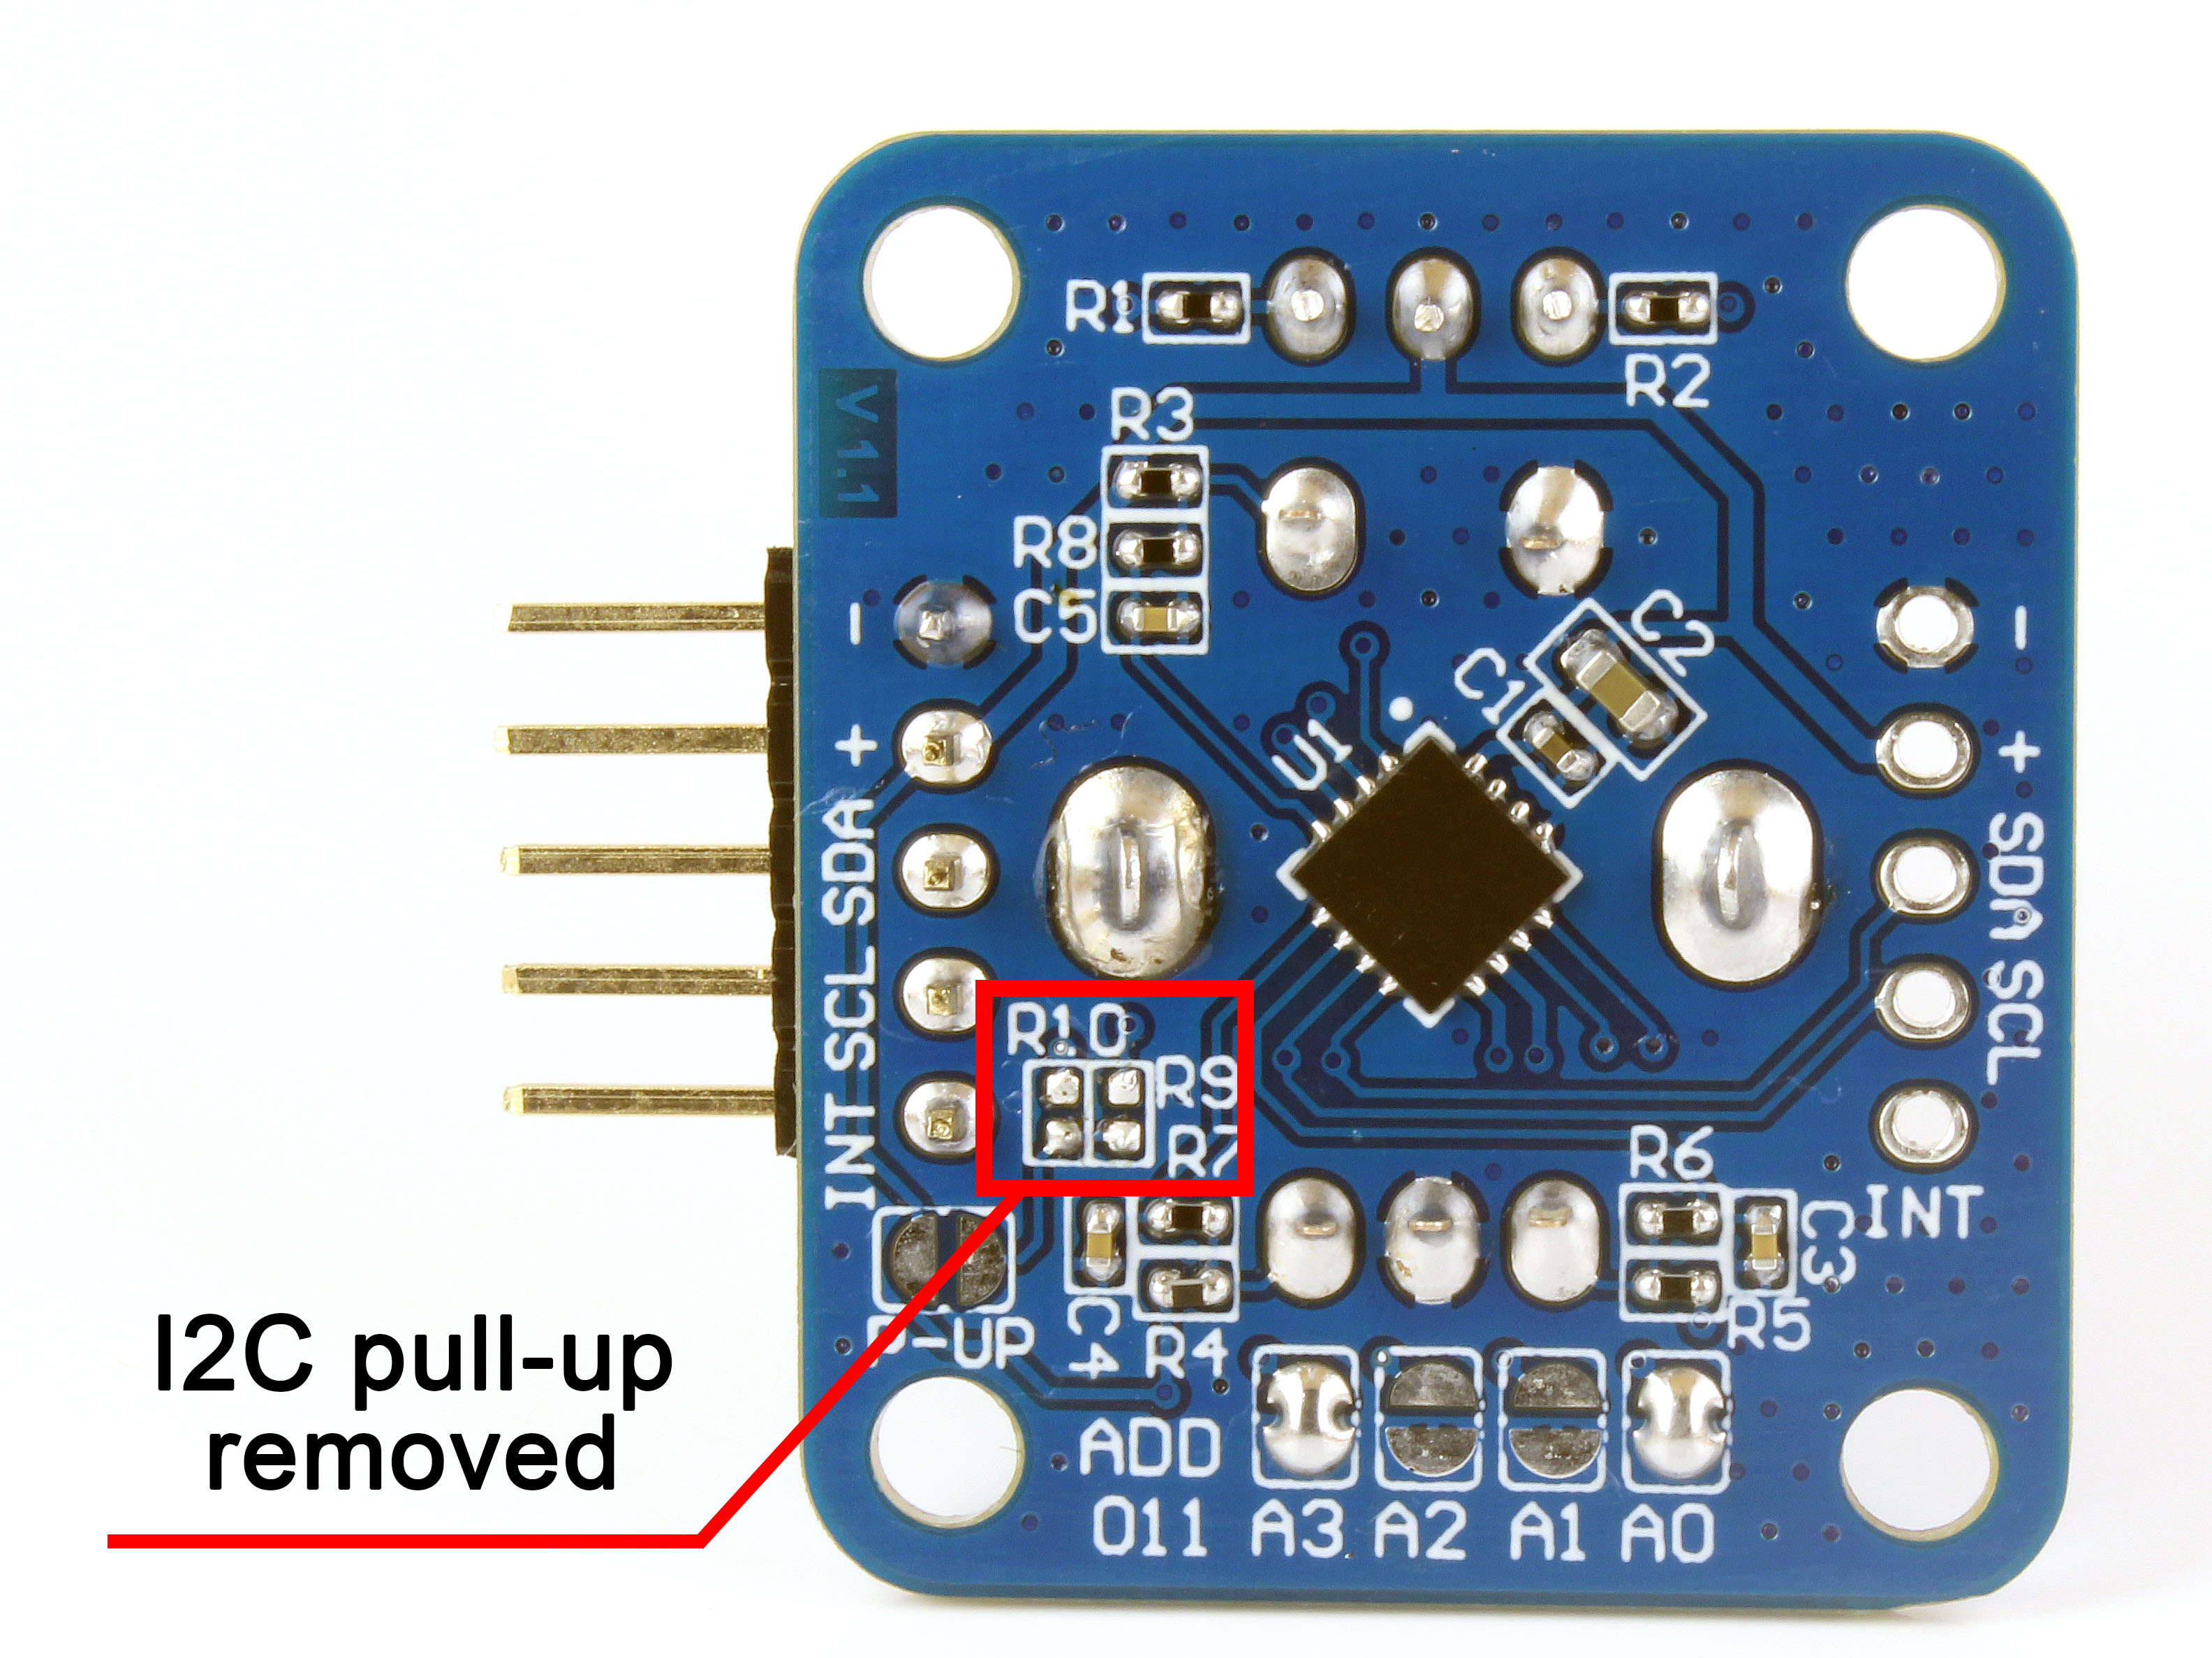 R1
R2
V1.1
R3
R8
C5
C2
C1
U1
-
+
SDA
SCL
INT
-
+
SDA
SCL
INT
R10
R9
R7
R6
C3
R5
P-UP
C4
R4
I2C pull-up
removed
ADD
011 A3 A2 A1 A0